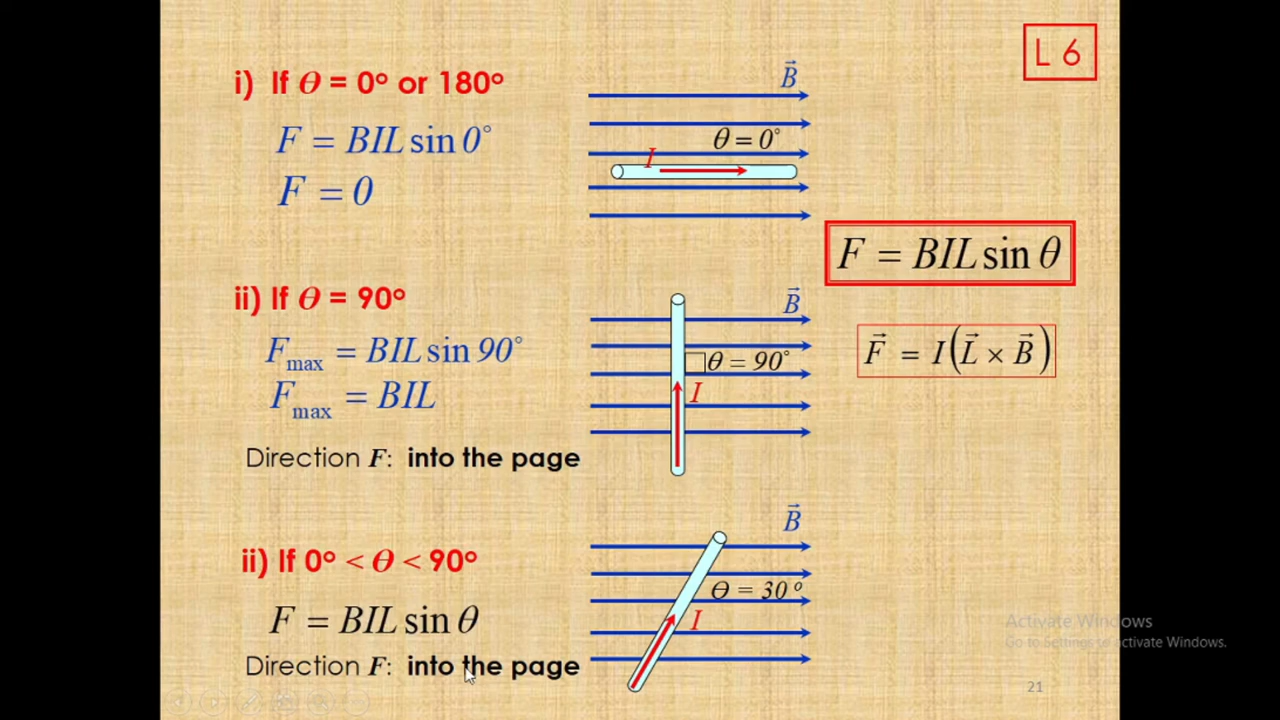 L 6
i) If θ = 0° or 180°
F = BIL sin 0°
F = 0
B⃗
θ = 0°
I
F = BIL sin θ
F⃗ = I(L⃗ × B⃗)
ii) If θ = 90°
Fmax = BIL sin 90°
Fmax = BIL
Direction F: into the page
B⃗
θ = 90°
I
ii) If 0° < θ < 90°
F = BIL sin θ
Direction F: into the page
B⃗
θ = 30°
I
Activate Windows
Go to Settings to activate Windows.
21